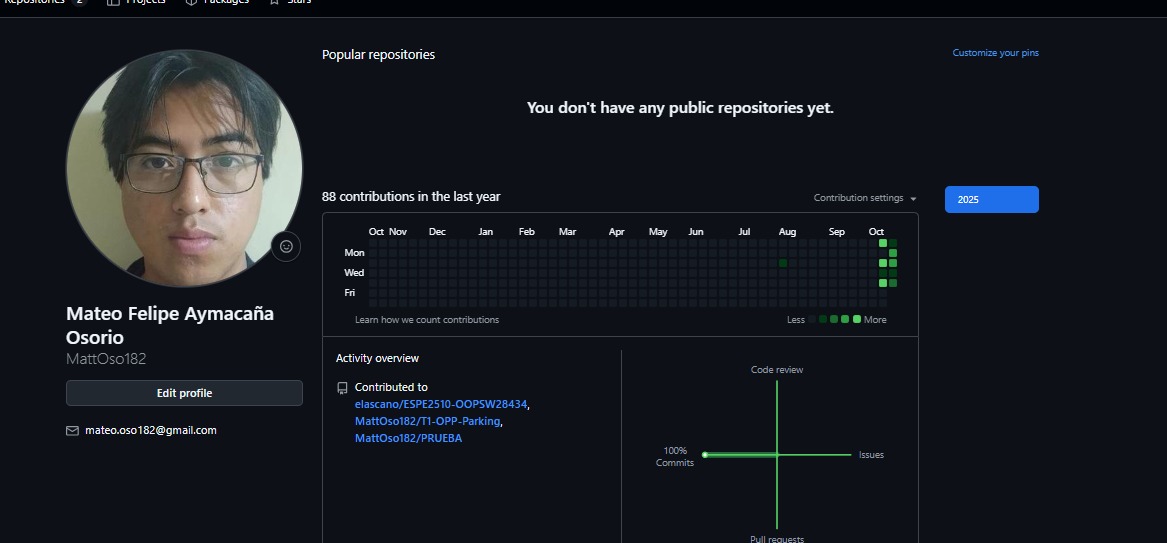 Repositories 2 Projects Packages Stars
Popular repositories
Customize your pins
You don't have any public repositories yet.
88 contributions in the last year
Contribution settings
2025
Oct Nov Dec Jan Feb Mar Apr May Jun Jul Aug Sep Oct
Mon
Wed
Fri
Learn how we count contributions
Less More
Mateo Felipe Aymacaña
Osorio
MattOso182
Edit profile
mateo.oso182@gmail.com
Activity overview
Contributed to
elascano/ESPE2510-OOPSW28434,
MattOso182/T1-OPP-Parking,
MattOso182/PRUEBA
Code review
100%
Commits
Issues
Pull requests